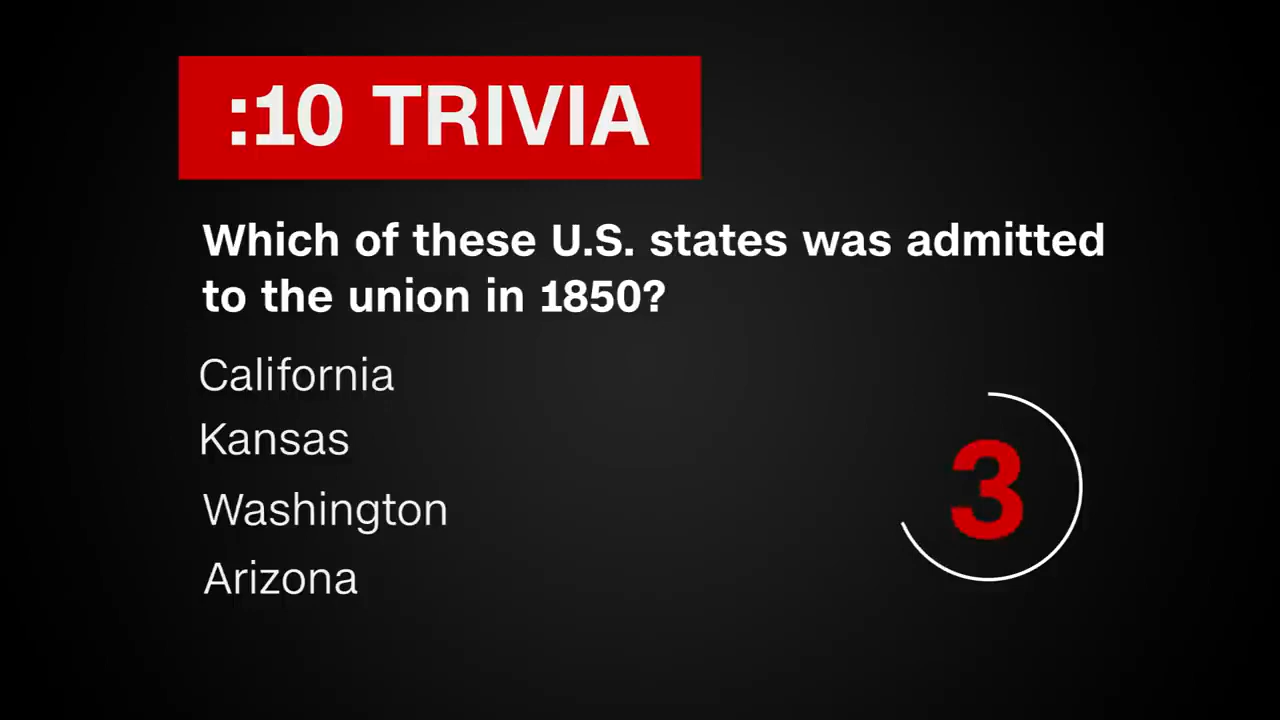 :10 TRIVIA
Which of these U.S. states was admitted
to the union in 1850?
California
Kansas
3
Washington
Arizona